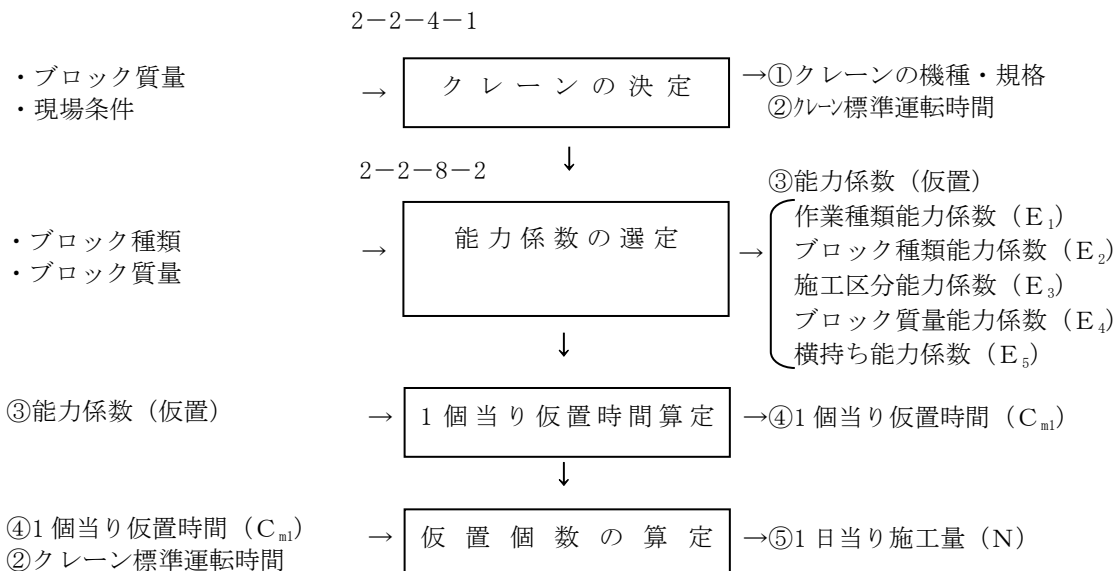 2－2－4－1
・ブロック質量
・現場条件
→
クレーンの決定
→①クレーンの機種・規格
②クレーン標準運転時間
↓
2－2－8－2
・ブロック種類
・ブロック質量
→
能力係数の選定
→
③能力係数（仮置）
作業種類能力係数（E₁）
ブロック種類能力係数（E₂）
施工区分能力係数（E₃）
ブロック質量能力係数（E₄）
横持ち能力係数（E₅）
↓
③能力係数（仮置）
→
1個当り仮置時間算定
→④1個当り仮置時間（Cm1）
↓
④1個当り仮置時間（Cm1）
②クレーン標準運転時間
→
仮置個数の算定
→⑤1日当り施工量（N）